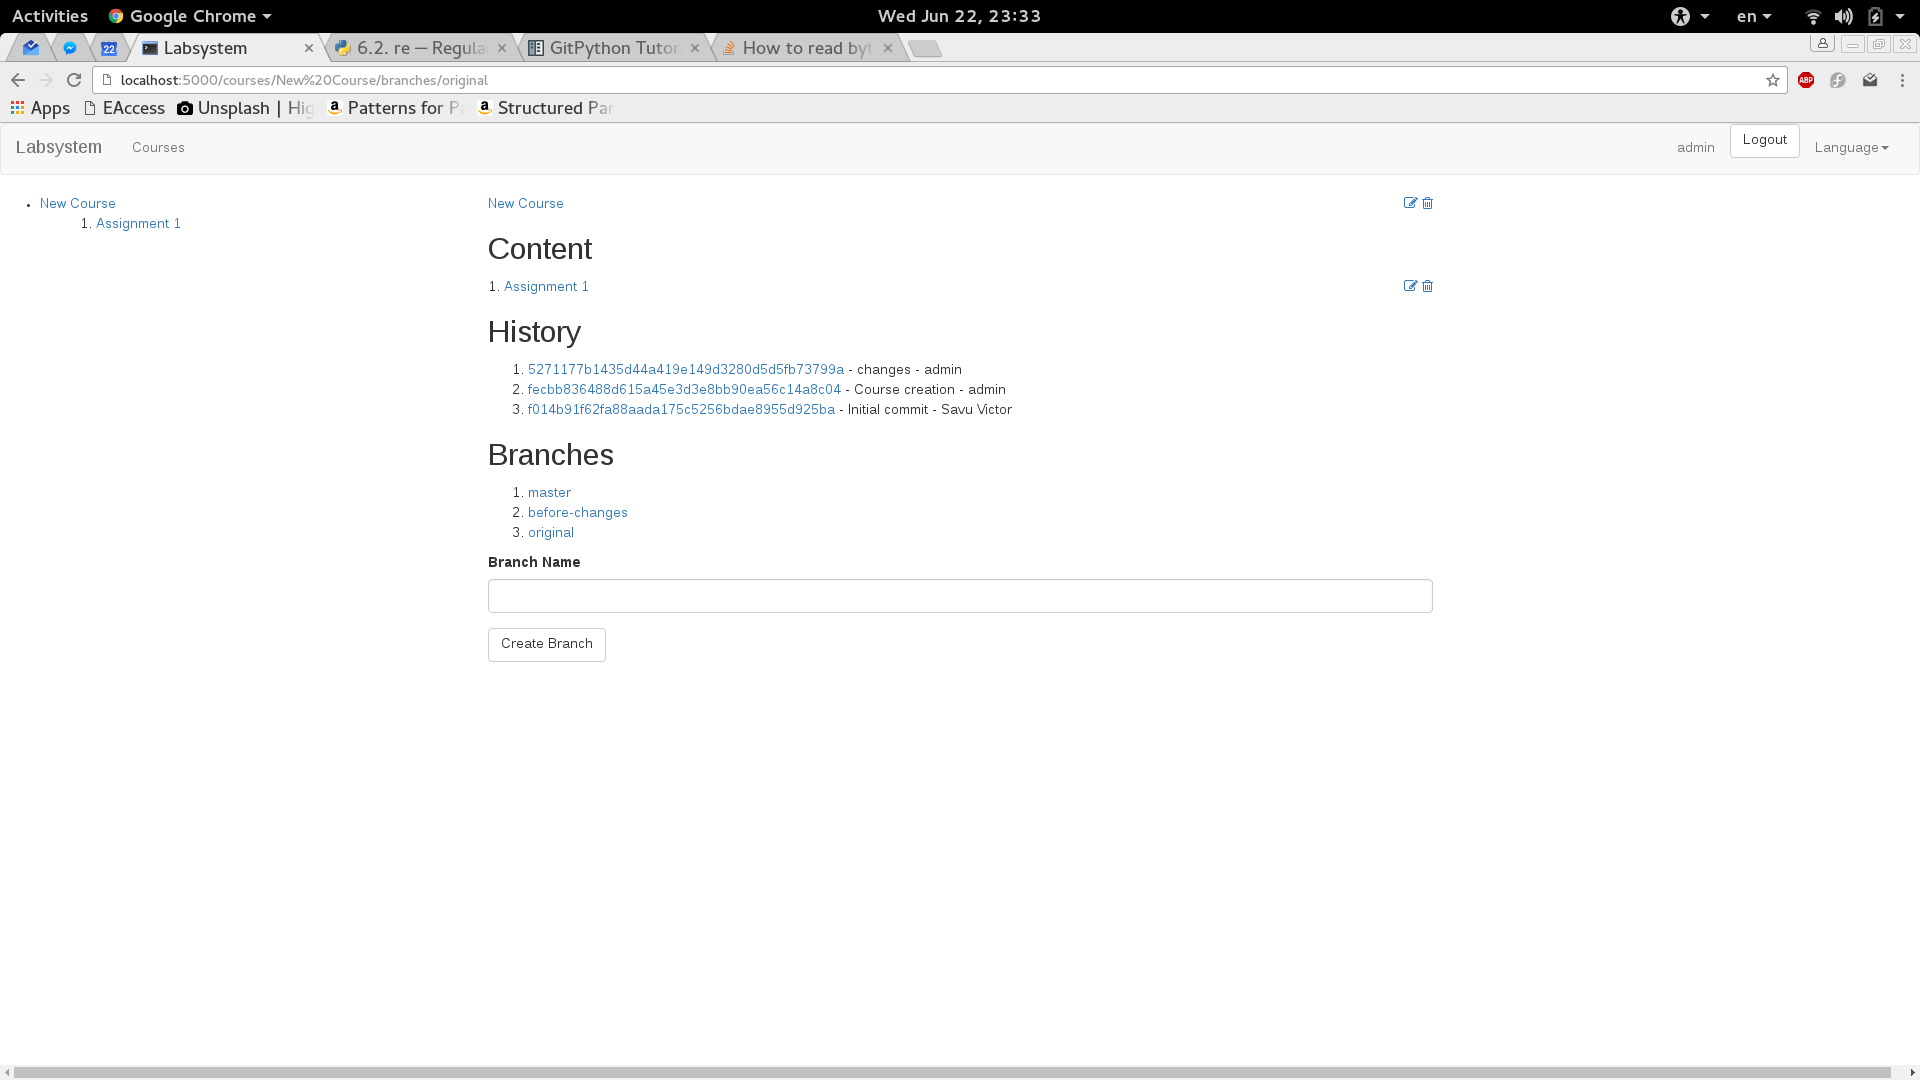 Activities Google Chrome Wed Jun 22, 23:33 en
22 Labsystem 6.2. re — Regula GitPython Tutor How to read byt
localhost:5000/courses/New%20Course/branches/original ABP
Apps EAccess Unsplash | Hig Patterns for P Structured Par
Labsystem Courses admin Logout Language
• New Course
1. Assignment 1
New Course
Content
1. Assignment 1
History
1. 5271177b1435d44a419e149d3280d5d5fb73799a - changes - admin
2. fecbb836488d615a45e3d3e8bb90ea56c14a8c04 - Course creation - admin
3. f014b91f62fa88aada175c5256bdae8955d925ba - Initial commit - Savu Victor
Branches
1. master
2. before-changes
3. original
Branch Name
Create Branch